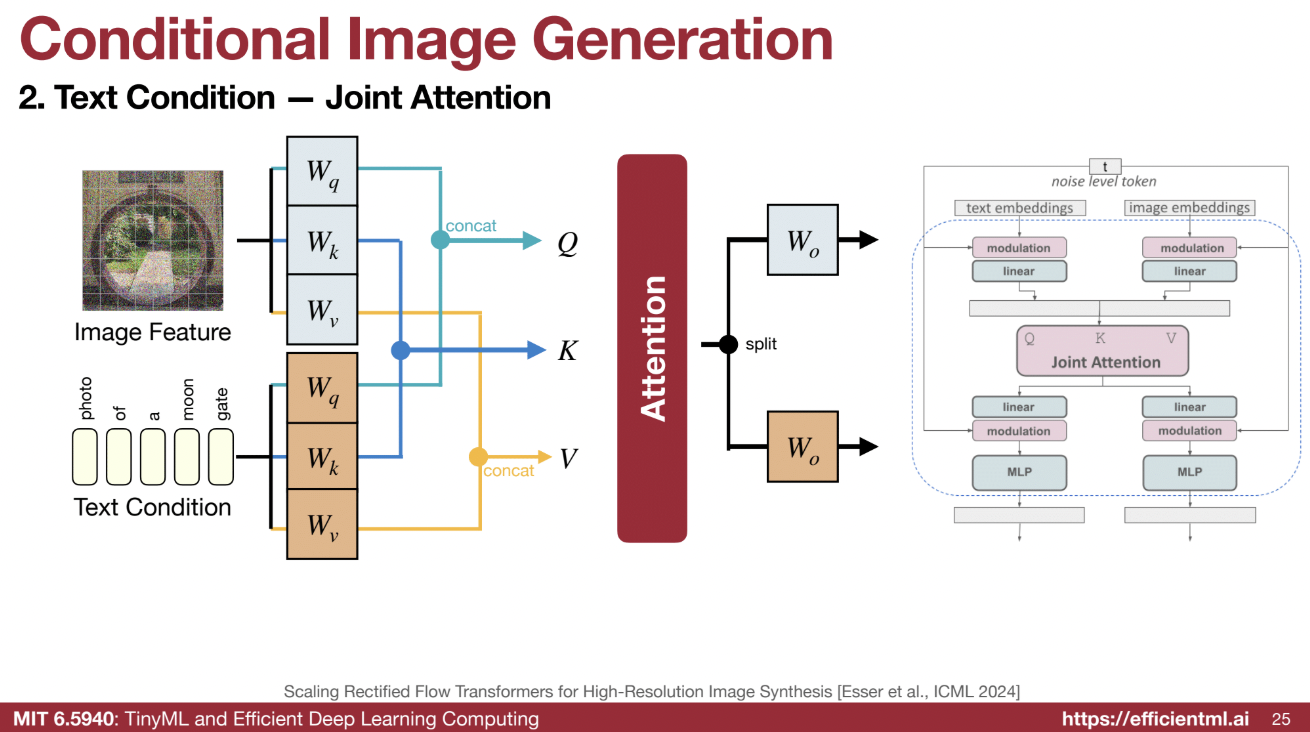 Conditional Image Generation
2. Text Condition — Joint Attention
Image Feature
photo
of
a
moon
gate
Text Condition
W_q
W_k
W_v
W_q
W_k
W_v
concat
concat
Q
K
V
Attention
split
W_o
W_o
t
noise level token
text embeddings
image embeddings
modulation
modulation
linear
linear
Q K V
Joint Attention
linear
linear
modulation
modulation
MLP
MLP
Scaling Rectified Flow Transformers for High-Resolution Image Synthesis [Esser et al., ICML 2024]
MIT 6.5940: TinyML and Efficient Deep Learning Computing
https://efficientml.ai 25